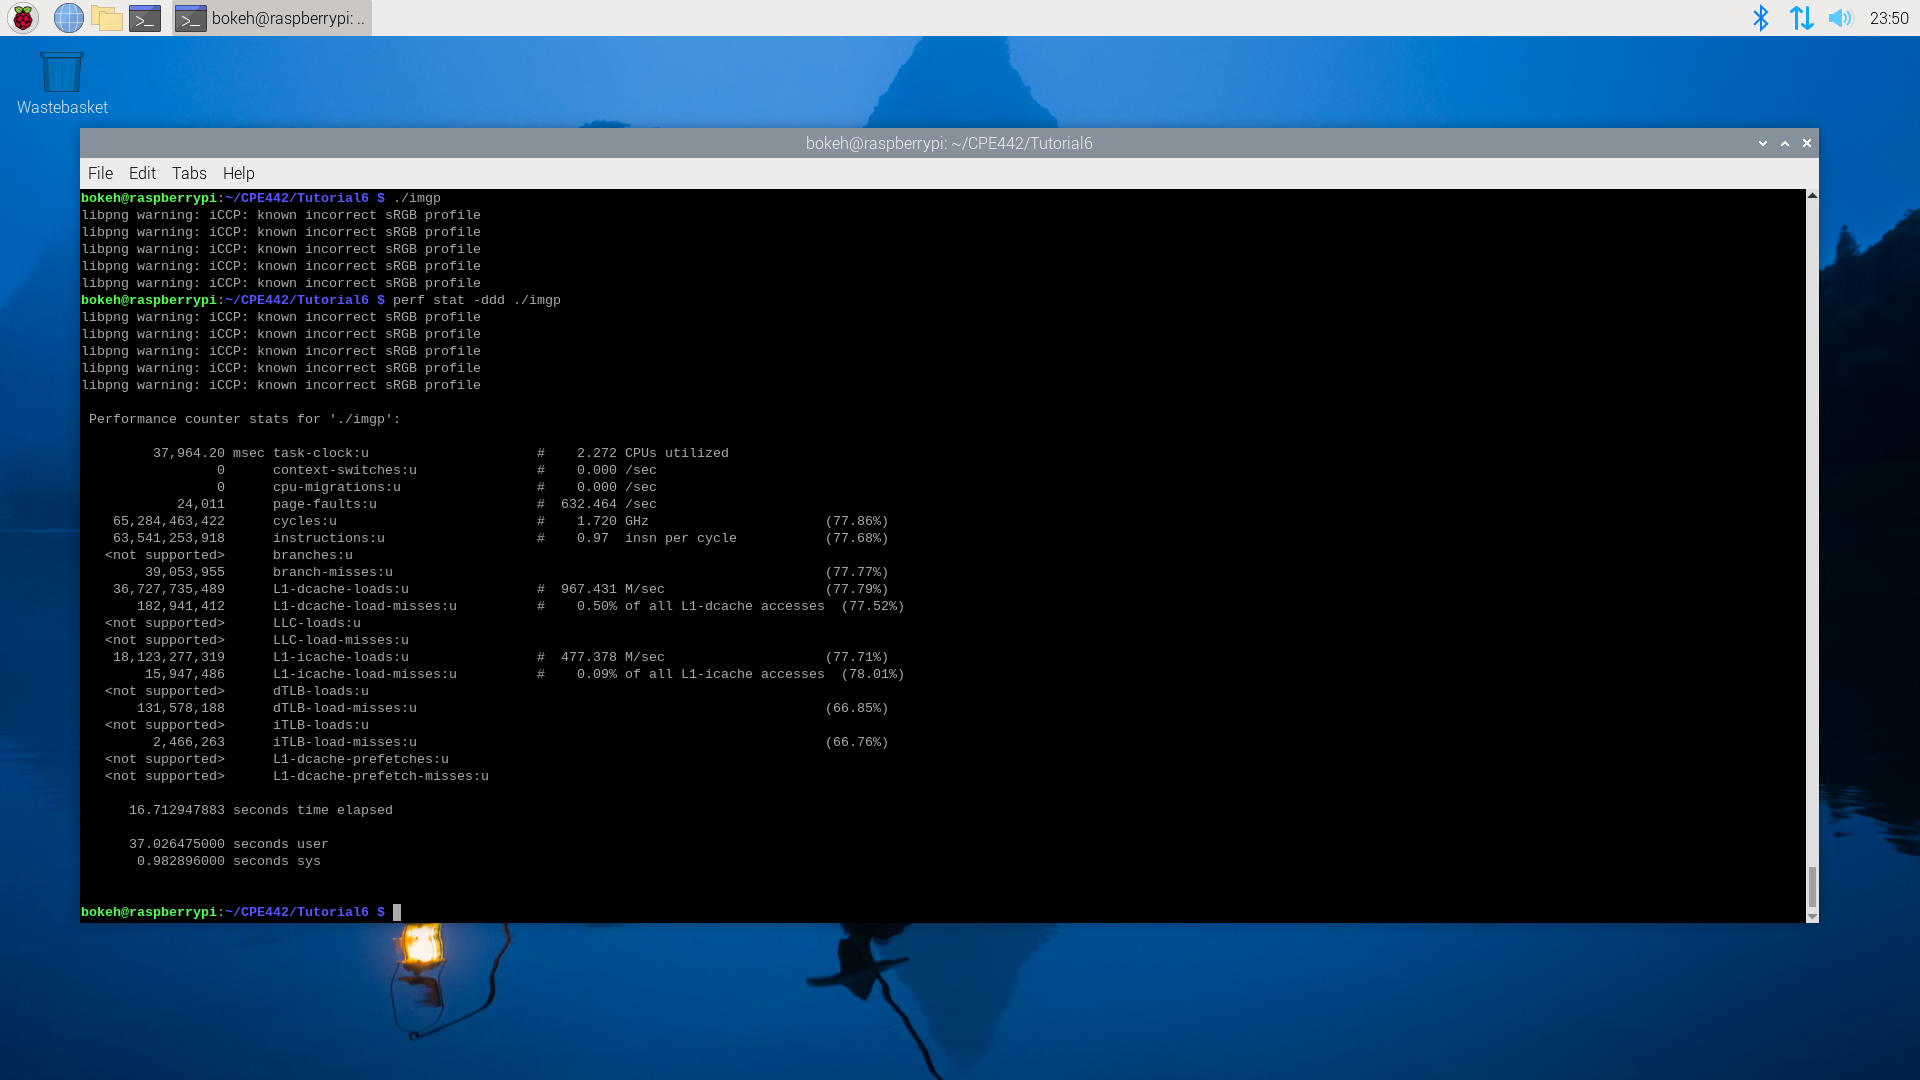 bokeh@raspberrypi: ..
23:50
Wastebasket
bokeh@raspberrypi: ~/CPE442/Tutorial6
File Edit Tabs Help
bokeh@raspberrypi:~/CPE442/Tutorial6 $ ./imgp
libpng warning: iCCP: known incorrect sRGB profile
libpng warning: iCCP: known incorrect sRGB profile
libpng warning: iCCP: known incorrect sRGB profile
libpng warning: iCCP: known incorrect sRGB profile
libpng warning: iCCP: known incorrect sRGB profile
bokeh@raspberrypi:~/CPE442/Tutorial6 $ perf stat -ddd ./imgp
libpng warning: iCCP: known incorrect sRGB profile
libpng warning: iCCP: known incorrect sRGB profile
libpng warning: iCCP: known incorrect sRGB profile
libpng warning: iCCP: known incorrect sRGB profile
libpng warning: iCCP: known incorrect sRGB profile
Performance counter stats for './imgp':
37,964.20 msec task-clock:u # 2.272 CPUs utilized
0 context-switches:u # 0.000 /sec
0 cpu-migrations:u # 0.000 /sec
24,011 page-faults:u # 632.464 /sec
65,284,463,422 cycles:u # 1.720 GHz (77.86%)
63,541,253,918 instructions:u # 0.97 insn per cycle (77.68%)
<not supported> branches:u
39,053,955 branch-misses:u (77.77%)
36,727,735,489 L1-dcache-loads:u # 967.431 M/sec (77.79%)
182,941,412 L1-dcache-load-misses:u # 0.50% of all L1-dcache accesses (77.52%)
<not supported> LLC-loads:u
<not supported> LLC-load-misses:u
18,123,277,319 L1-icache-loads:u # 477.378 M/sec (77.71%)
15,947,486 L1-icache-load-misses:u # 0.09% of all L1-icache accesses (78.01%)
<not supported> dTLB-loads:u
131,578,188 dTLB-load-misses:u (66.85%)
<not supported> iTLB-loads:u
2,466,263 iTLB-load-misses:u (66.76%)
<not supported> L1-dcache-prefetches:u
<not supported> L1-dcache-prefetch-misses:u
16.712947883 seconds time elapsed
37.026475000 seconds user
0.982896000 seconds sys
bokeh@raspberrypi:~/CPE442/Tutorial6 $